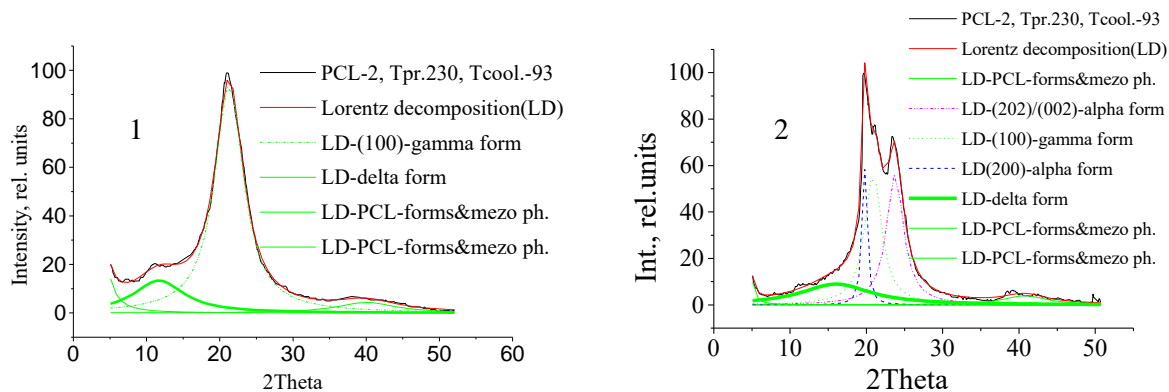 1
PCL-2, Tpr.230, Tcool.-93
Lorentz decomposition(LD)
LD-(100)-gamma form
LD-delta form
LD-PCL-forms&mezo ph.
LD-PCL-forms&mezo ph.
Intensity, rel. units
100
80
60
40
20
0
0 10 20 30 40 50 60
2Theta
2
PCL-2, Tpr.230, Tcool.-93
Lorentz decomposition(LD)
LD-PCL-forms&mezo ph.
LD-(202)/(002)-alpha form
LD-(100)-gamma form
LD(200)-alpha form
LD-delta form
LD-PCL-forms&mezo ph.
LD-PCL-forms&mezo ph.
Int., rel.units
100
80
60
40
20
0
0 10 20 30 40 50
2Theta